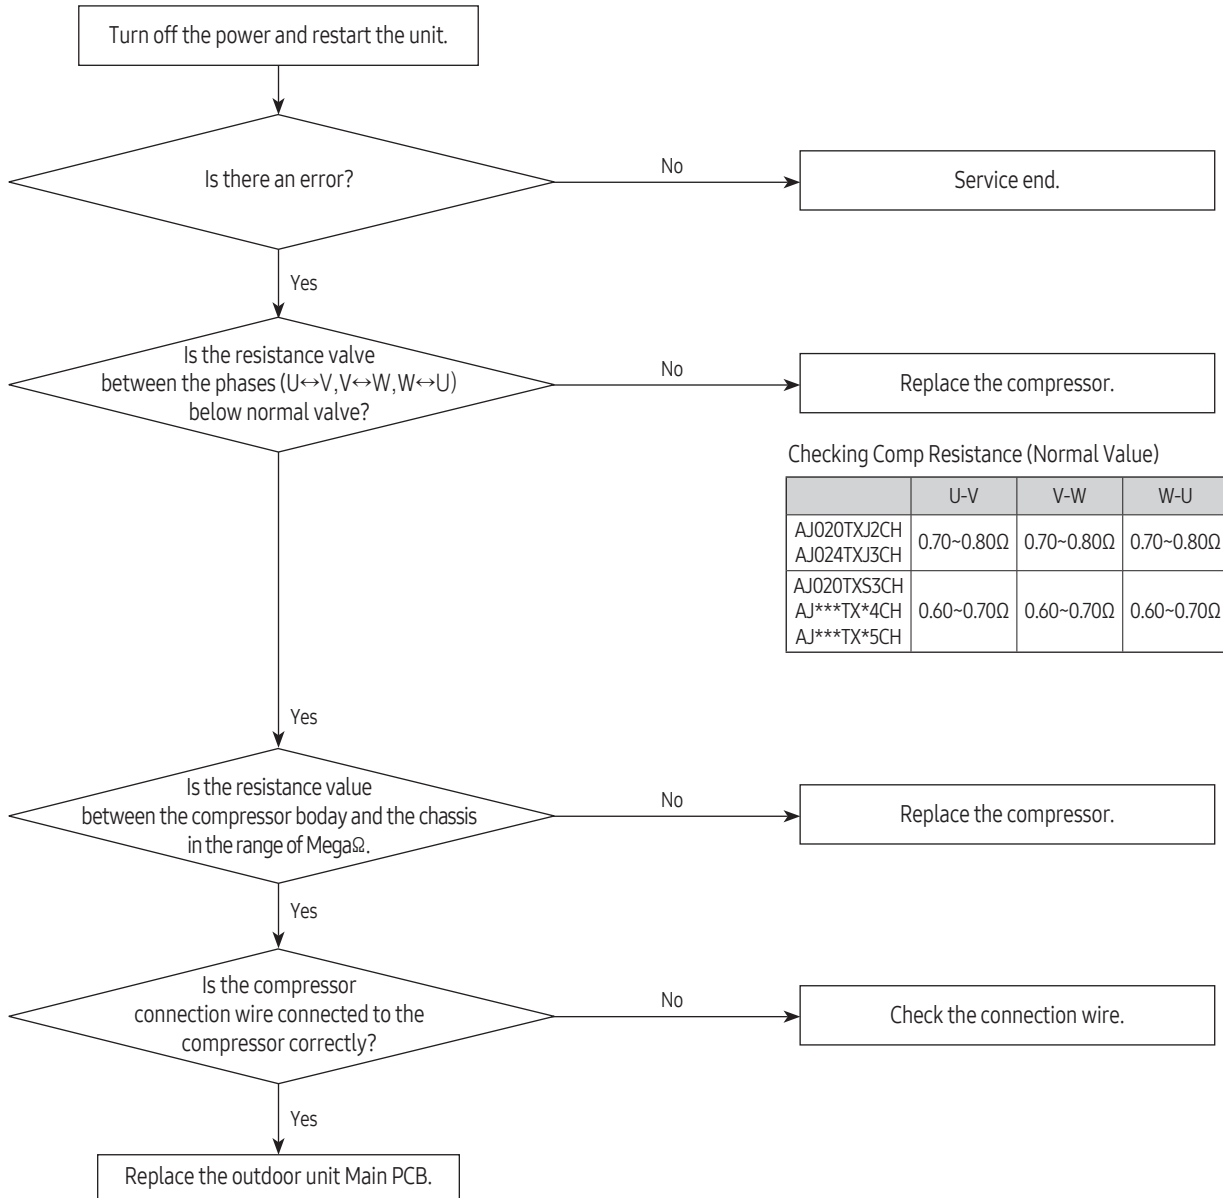 Turn off the power and restart the unit.
Is there an error?
No
Service end.
Yes
Is the resistance valve
between the phases (U↔V,V↔W,W↔U)
below normal valve?
No
Replace the compressor.
Checking Comp Resistance (Normal Value)
U-V V-W W-U
AJ020TXJ2CH
AJ024TXJ3CH
0.70~0.80Ω 0.70~0.80Ω 0.70~0.80Ω
AJ020TXS3CH
AJ***TX*4CH
AJ***TX*5CH
0.60~0.70Ω 0.60~0.70Ω 0.60~0.70Ω
Yes
Is the resistance value
between the compressor boday and the chassis
in the range of MegaΩ.
No
Replace the compressor.
Yes
Is the compressor
connection wire connected to the
compressor correctly?
No
Check the connection wire.
Yes
Replace the outdoor unit Main PCB.